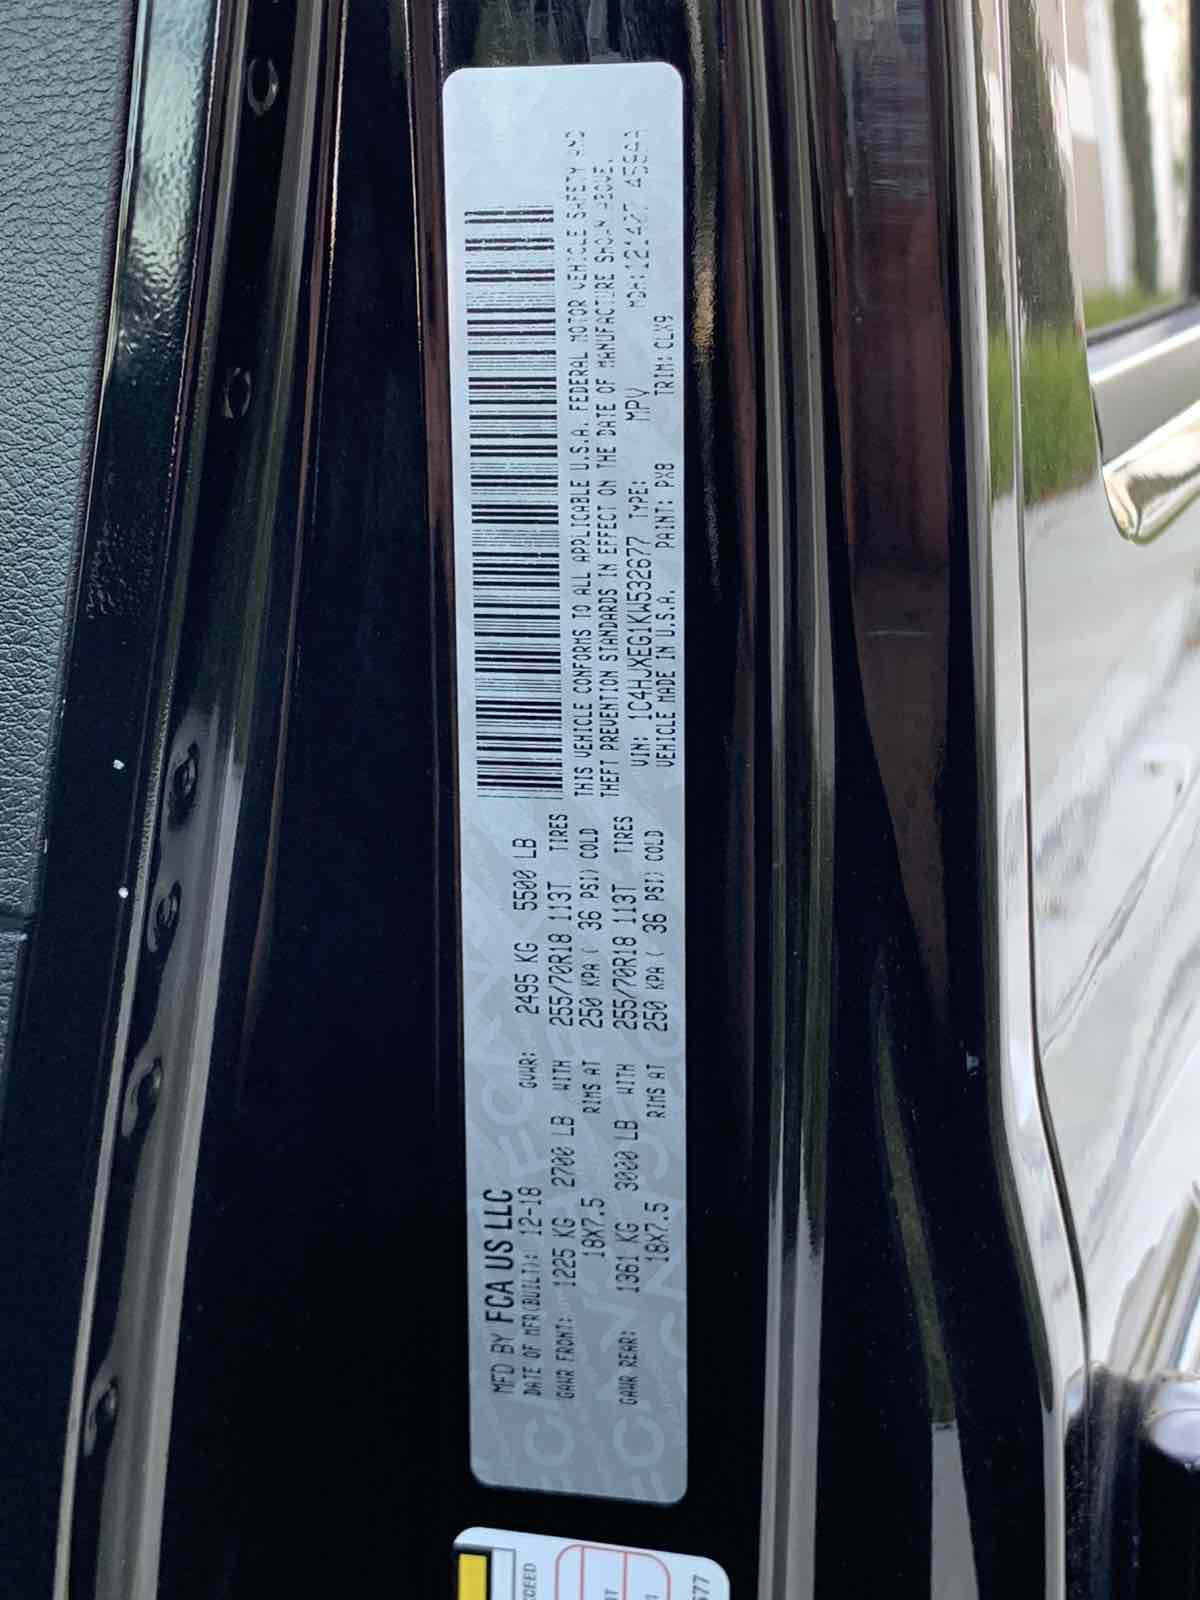 MFD BY FCA US LLC
DATE OF MFR(BUILT): 12-18 GVWR: 2495 KG 5500 LB
GAWR FRONT: 1225 KG 2700 LB WITH 255/70R18 113T TIRES
18X7.5 RIMS AT 250 KPA ( 36 PSI) COLD
GAWR REAR: 1361 KG 3000 LB WITH 255/70R18 113T TIRES
18X7.5 RIMS AT 250 KPA ( 36 PSI) COLD
THIS VEHICLE CONFORMS TO ALL APPLICABLE U.S.A. FEDERAL MOTOR VEHICLE SAFETY AND
THEFT PREVENTION STANDARDS IN EFFECT ON THE DATE OF MANUFACTURE SHOWN ABOVE.
VIN: 1C4HJXEG1KW532677 TYPE: MPV MDH:
VEHICLE MADE IN U.S.A. PAINT: PX8 TRIM: CLX9